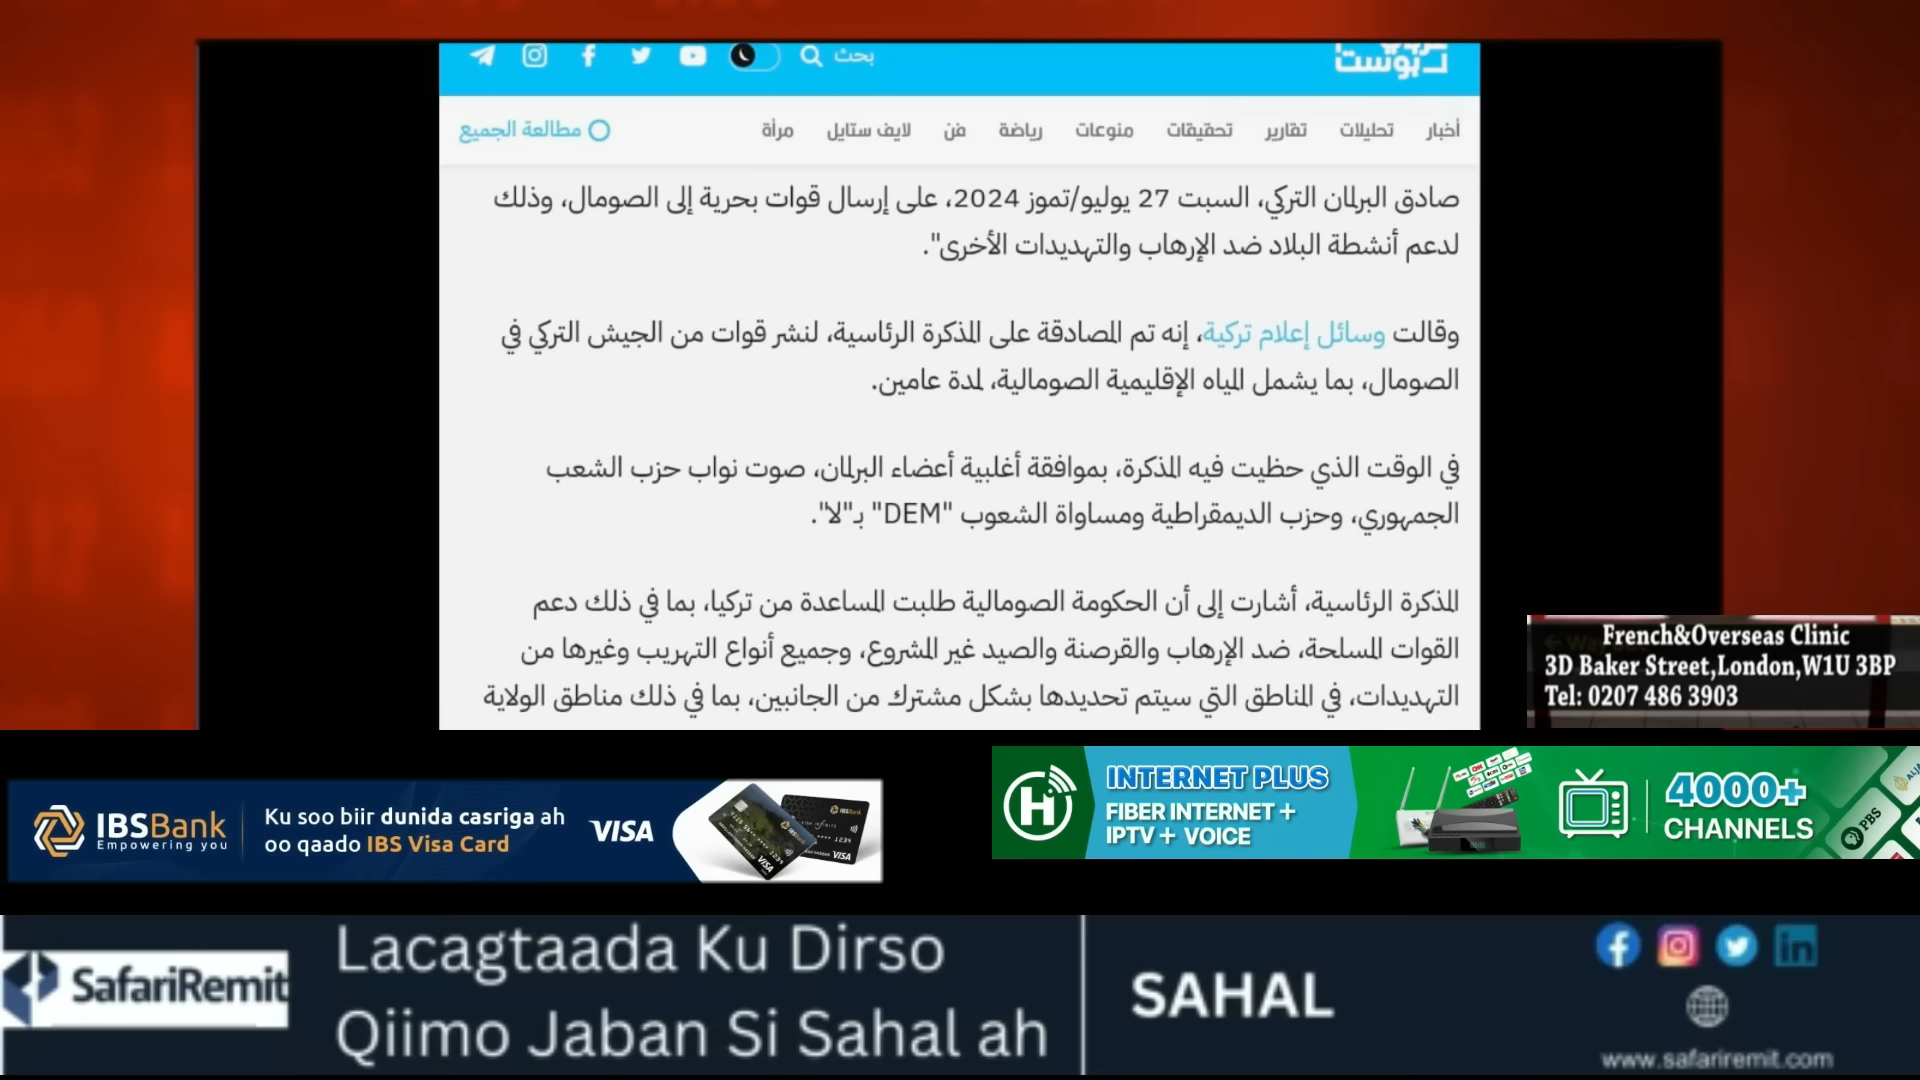 بحث
بوست
أخبار تحليلات تقارير تحقيقات منوعات رياضة فن لايف ستايل مرأة مطالعة الجميع
صادق البرلمان التركي، السبت 27 يوليو/تموز 2024، على إرسال قوات بحرية إلى الصومال، وذلك
لدعم أنشطة البلاد ضد الإرهاب والتهديدات الأخرى".
وقالت وسائل إعلام تركية، إنه تم المصادقة على المذكرة الرئاسية، لنشر قوات من الجيش التركي في
الصومال، بما يشمل المياه الإقليمية الصومالية، لمدة عامين.
في الوقت الذي حظيت فيه المذكرة، بموافقة أغلبية أعضاء البرلمان، صوت نواب حزب الشعب
الجمهوري، وحزب الديمقراطية ومساواة الشعوب "DEM" بـ"لا".
المذكرة الرئاسية، أشارت إلى أن الحكومة الصومالية طلبت المساعدة من تركيا، بما في ذلك دعم
القوات المسلحة، ضد الإرهاب والقرصنة والصيد غير المشروع، وجميع أنواع التهريب وغيرها من
التهديدات، في المناطق التي سيتم تحديدها بشكل مشترك من الجانبين، بما في ذلك مناطق الولاية
French&Overseas Clinic
3D Baker Street,London,W1U 3BP
Tel: 0207 486 3903
IBSBank
Empowering you
Ku soo biir dunida casriga ah
oo qaado IBS Visa Card
VISA
IBSBank
VISA
VISA
H
INTERNET PLUS
FIBER INTERNET +
IPTV + VOICE
4000+
CHANNELS
PBS
SafariRemit
Lacagtaada Ku Dirso
Qiimo Jaban Si Sahal ah
SAHAL
www.safariremit.com